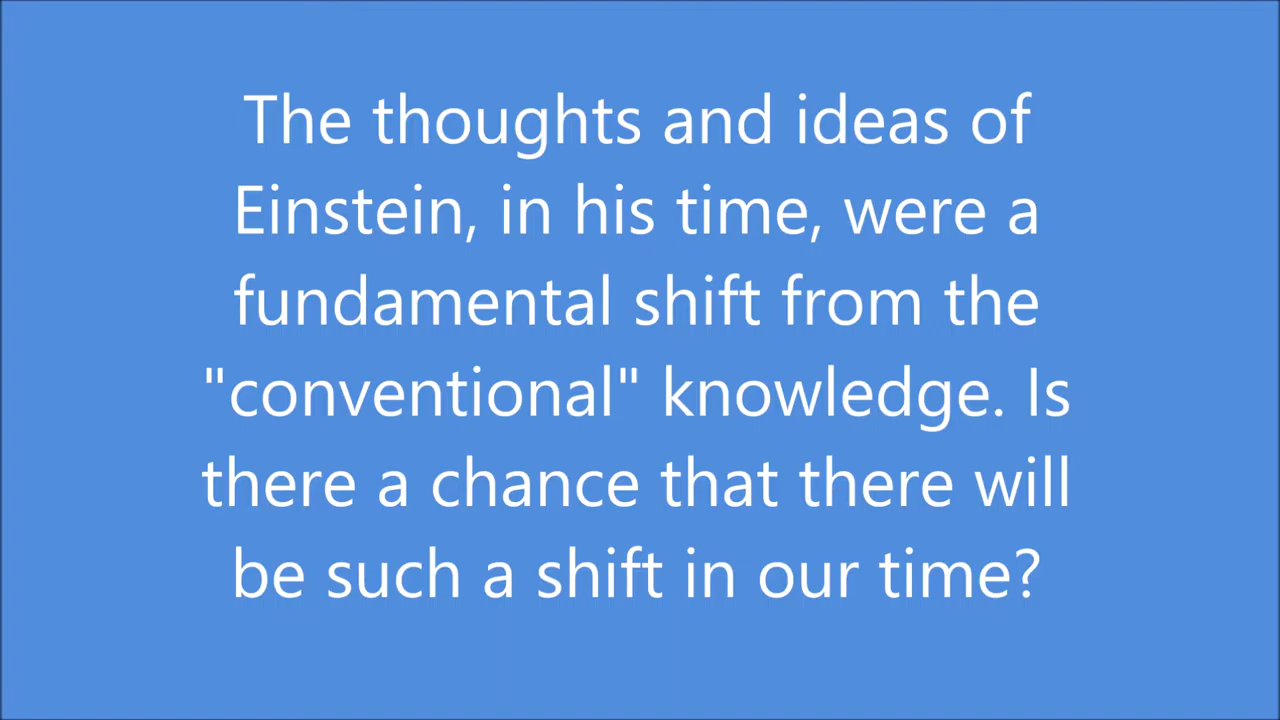 The thoughts and ideas of
Einstein, in his time, were a
fundamental shift from the
"conventional" knowledge. Is
there a chance that there will
be such a shift in our time?